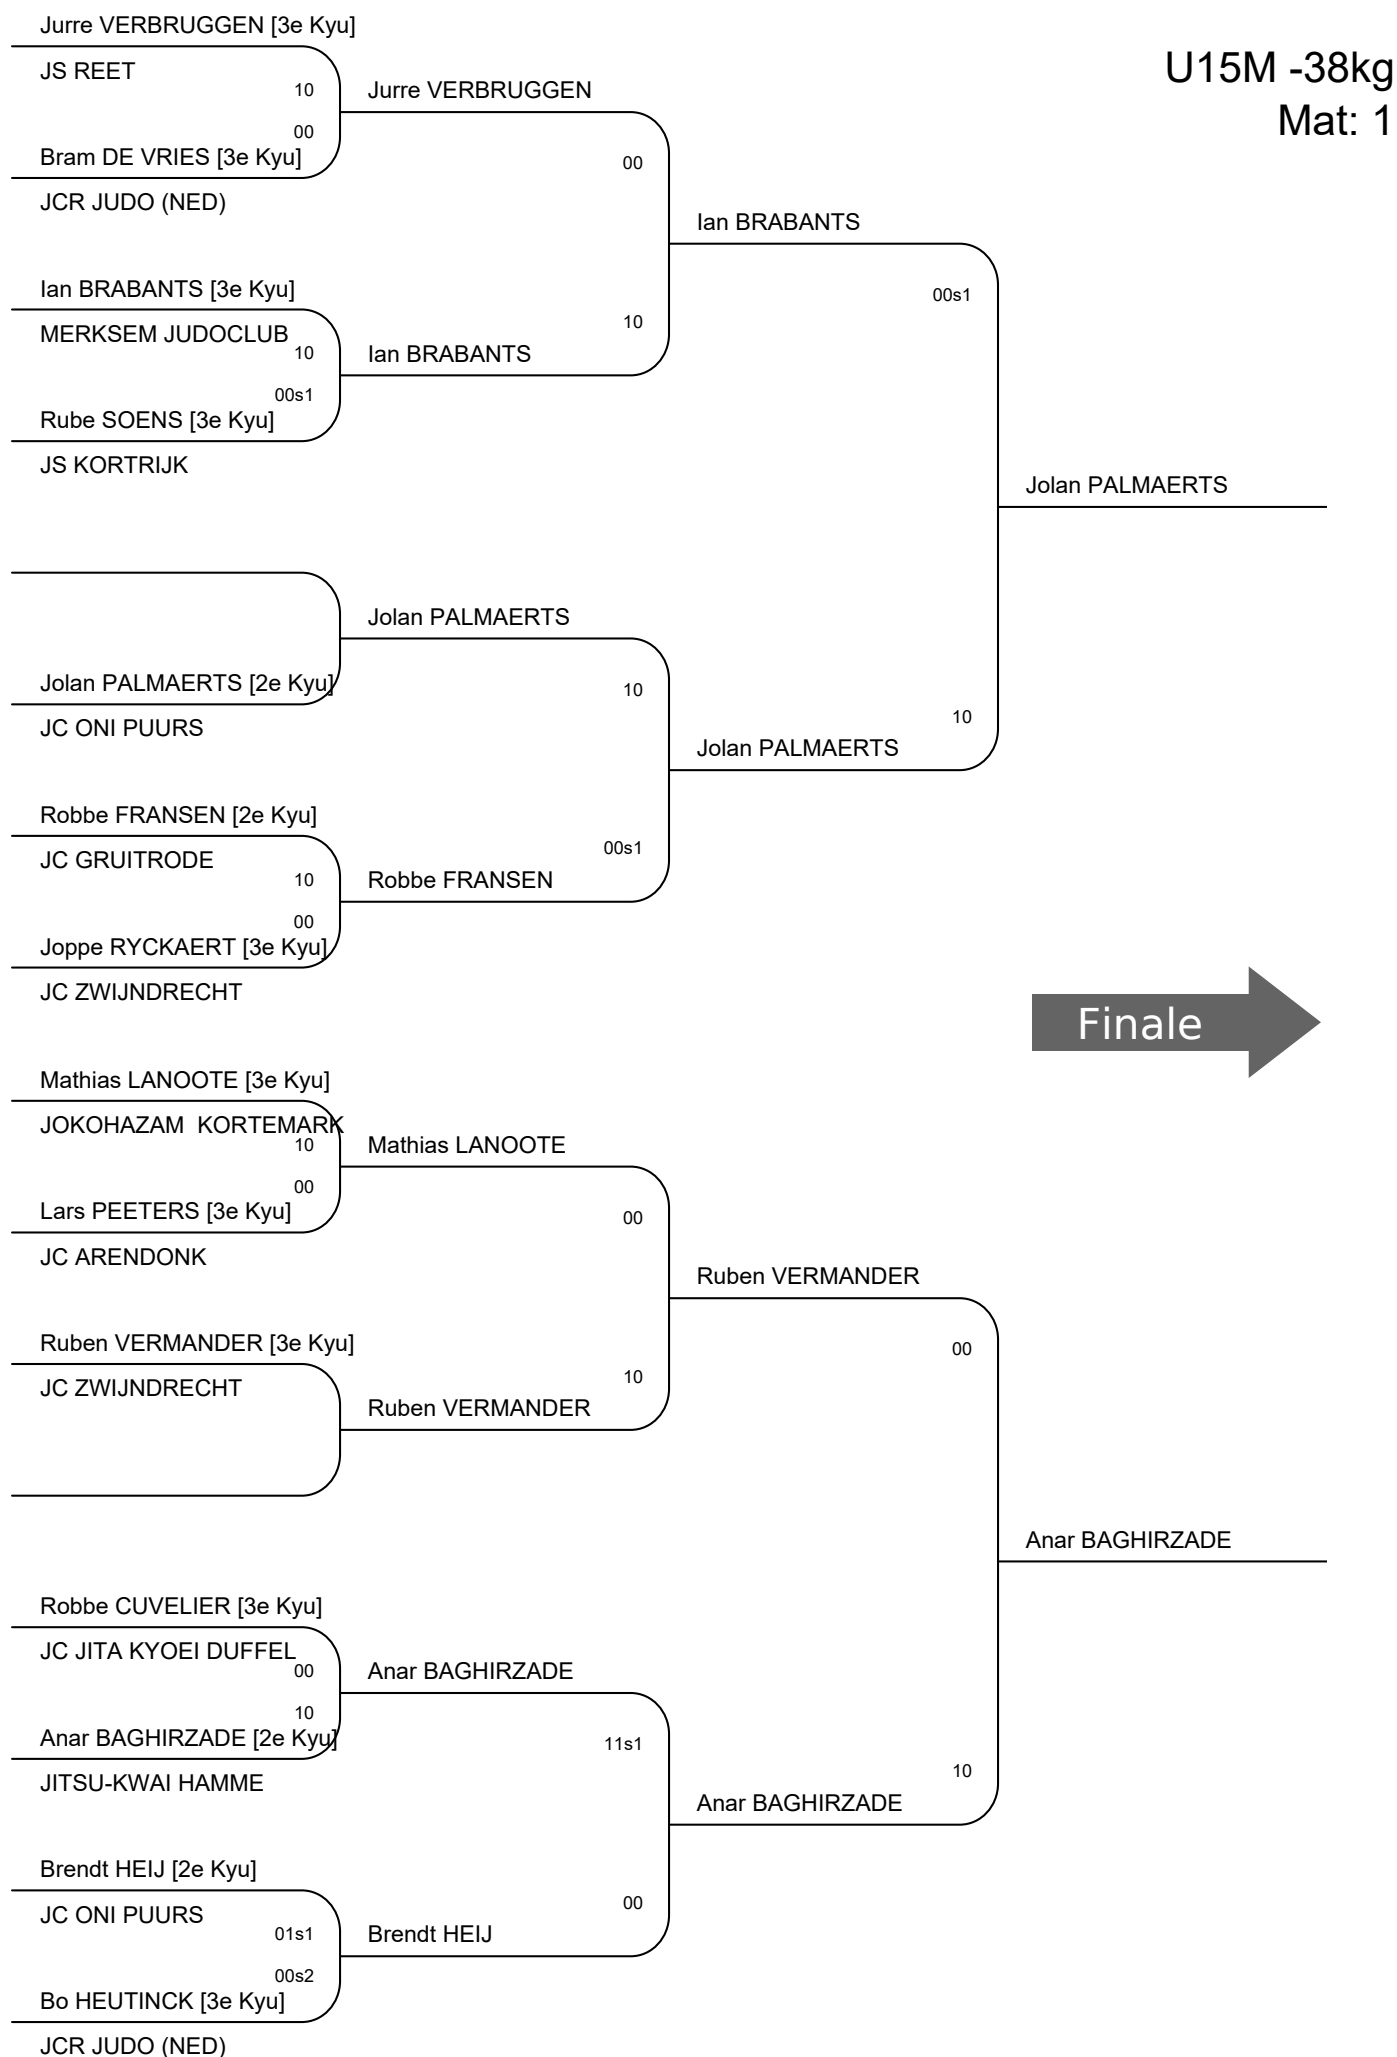 Jurre VERBRUGGEN [3e Kyu]
JS REET
10
Jurre VERBRUGGEN
00
Bram DE VRIES [3e Kyu]
JCR JUDO (NED)
U15M -38kg
Mat: 1
00
Ian BRABANTS
Ian BRABANTS [3e Kyu]
MERKSEM JUDOCLUB
10
Ian BRABANTS
00s1
Rube SOENS [3e Kyu]
JS KORTRIJK
10
00s1
Jolan PALMAERTS
Jolan PALMAERTS
Jolan PALMAERTS [2e Kyu]
JC ONI PUURS
10
10
Jolan PALMAERTS
Robbe FRANSEN [2e Kyu]
JC GRUITRODE
10
00s1
Robbe FRANSEN
00
Joppe RYCKAERT [3e Kyu]
JC ZWIJNDRECHT
Finale
Mathias LANOOTE [3e Kyu]
JOKOHAZAM  KORTEMARK
10
Mathias LANOOTE
00
Lars PEETERS [3e Kyu]
JC ARENDONK
00
Ruben VERMANDER
Ruben VERMANDER [3e Kyu]
JC ZWIJNDRECHT
10
Ruben VERMANDER
00
Anar BAGHIRZADE
Robbe CUVELIER [3e Kyu]
JC JITA KYOEI DUFFEL
00
Anar BAGHIRZADE
10
Anar BAGHIRZADE [2e Kyu]
JITSU-KWAI HAMME
11s1
10
Anar BAGHIRZADE
Brendt HEIJ [2e Kyu]
JC ONI PUURS
01s1
00
Brendt HEIJ
00s2
Bo HEUTINCK [3e Kyu]
JCR JUDO (NED)